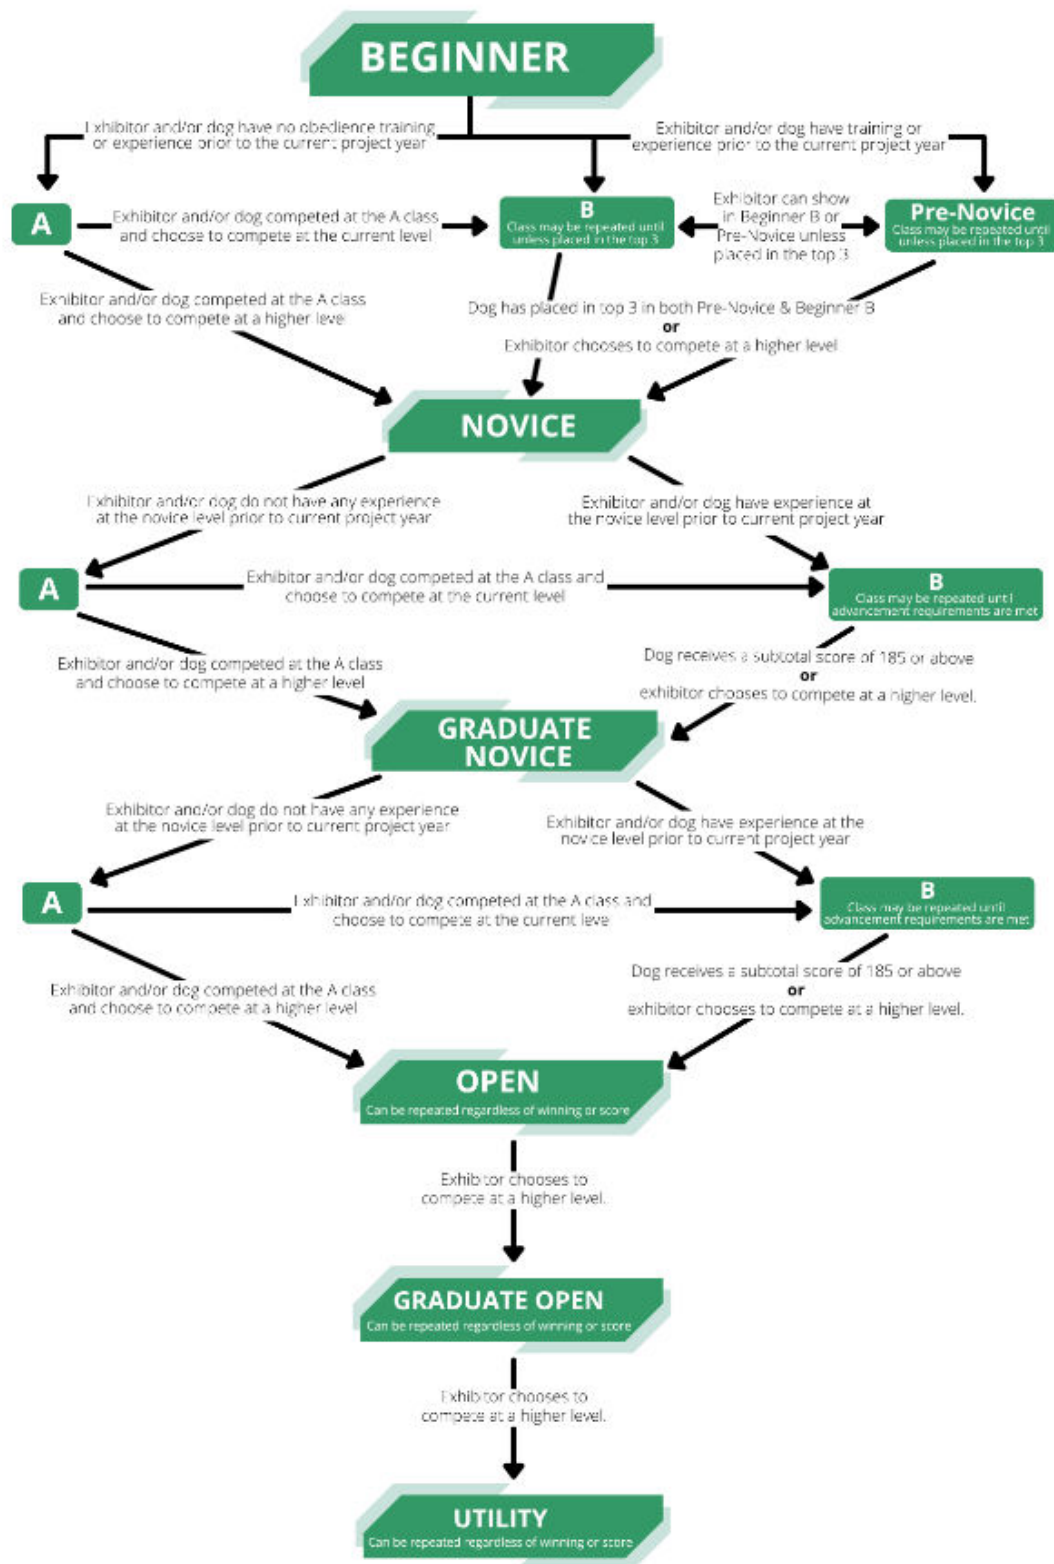 BEGINNER
Exhibitor and/or dog have no obedience training
or experience prior to the current project year
Exhibitor and/or dog have training or
experience prior to the current project year
A
Exhibitor and/or dog competed at the A class
and choose to compete at the current level
B
Class may be repeated until
unless placed in the top 3
Exhibitor can show
in Beginner B or
Pre-Novice unless
placed in the top 3
Pre-Novice
Class may be repeated until
unless placed in the top 3
Exhibitor and/or dog competed at the A class
and choose to compete at a higher level
Dog has placed in top 3 in both Pre-Novice & Beginner B
or
Exhibitor chooses to compete at a higher level
NOVICE
Exhibitor and/or dog do not have any experience
at the novice level prior to current project year
Exhibitor and/or dog have experience at
the novice level prior to current project year
A
Exhibitor and/or dog competed at the A class and
choose to compete at the current level
B
Class may be repeated until
advancement requirements are met
Exhibitor and/or dog competed at the A class
and choose to compete at a higher level
Dog receives a subtotal score of 185 or above
or
exhibitor chooses to compete at a higher level.
GRADUATE
NOVICE
Exhibitor and/or dog do not have any experience
at the novice level prior to current project year
Exhibitor and/or dog have experience at the
novice level prior to current project year
A
Exhibitor and/or dog competed at the A class and
choose to compete at the current level
B
Class may be repeated until
advancement requirements are met
Exhibitor and/or dog competed at the A class
and choose to compete at a higher level
Dog receives a subtotal score of 185 or above
or
exhibitor chooses to compete at a higher level.
OPEN
Can be repeated regardless of winning or score
Exhibitor chooses to
compete at a higher level.
GRADUATE OPEN
Can be repeated regardless of winning or score
Exhibitor chooses to
compete at a higher level.
UTILITY
Can be repeated regardless of winning or score